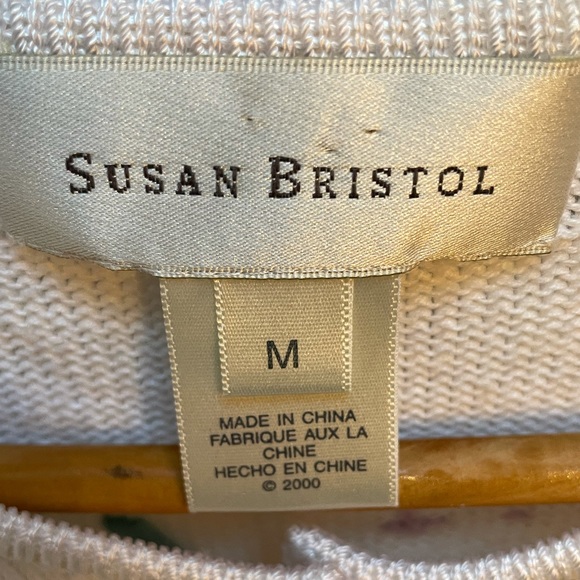 SUSAN BRISTOL
M
MADE IN CHINA
FABRIQUE AUX LA
CHINE
HECHO EN CHINE
© 2000